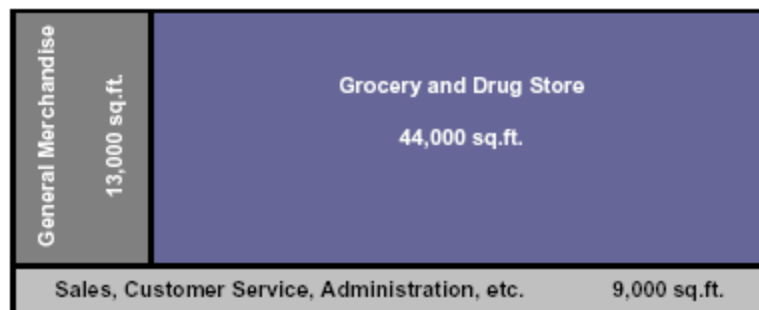 General Merchandise
13,000 sq.ft.
Grocery and Drug Store
44,000 sq.ft.
Sales, Customer Service, Administration, etc. 9,000 sq.ft.